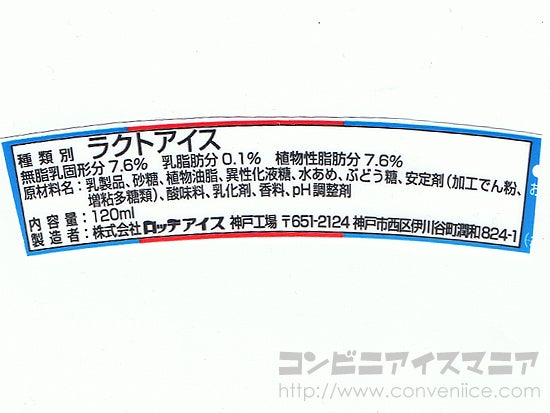 種類別 ラクトアイス
無脂乳固形分 7.6% 乳脂肪分 0.1% 植物性脂肪分 7.6%
原材料名：乳製品、砂糖、植物油脂、異性化液糖、水あめ、ぶどう糖、安定剤（加工でん粉、
増粘多糖類）、酸味料、乳化剤、香料、pH調整剤
内容量：120ml
製造者：株式会社 ロッテアイス 神戸工場 〒651-2124 神戸市西区伊川谷町潤和824-1
お
コンビニアイスマニア
http://www.conveniice.com/